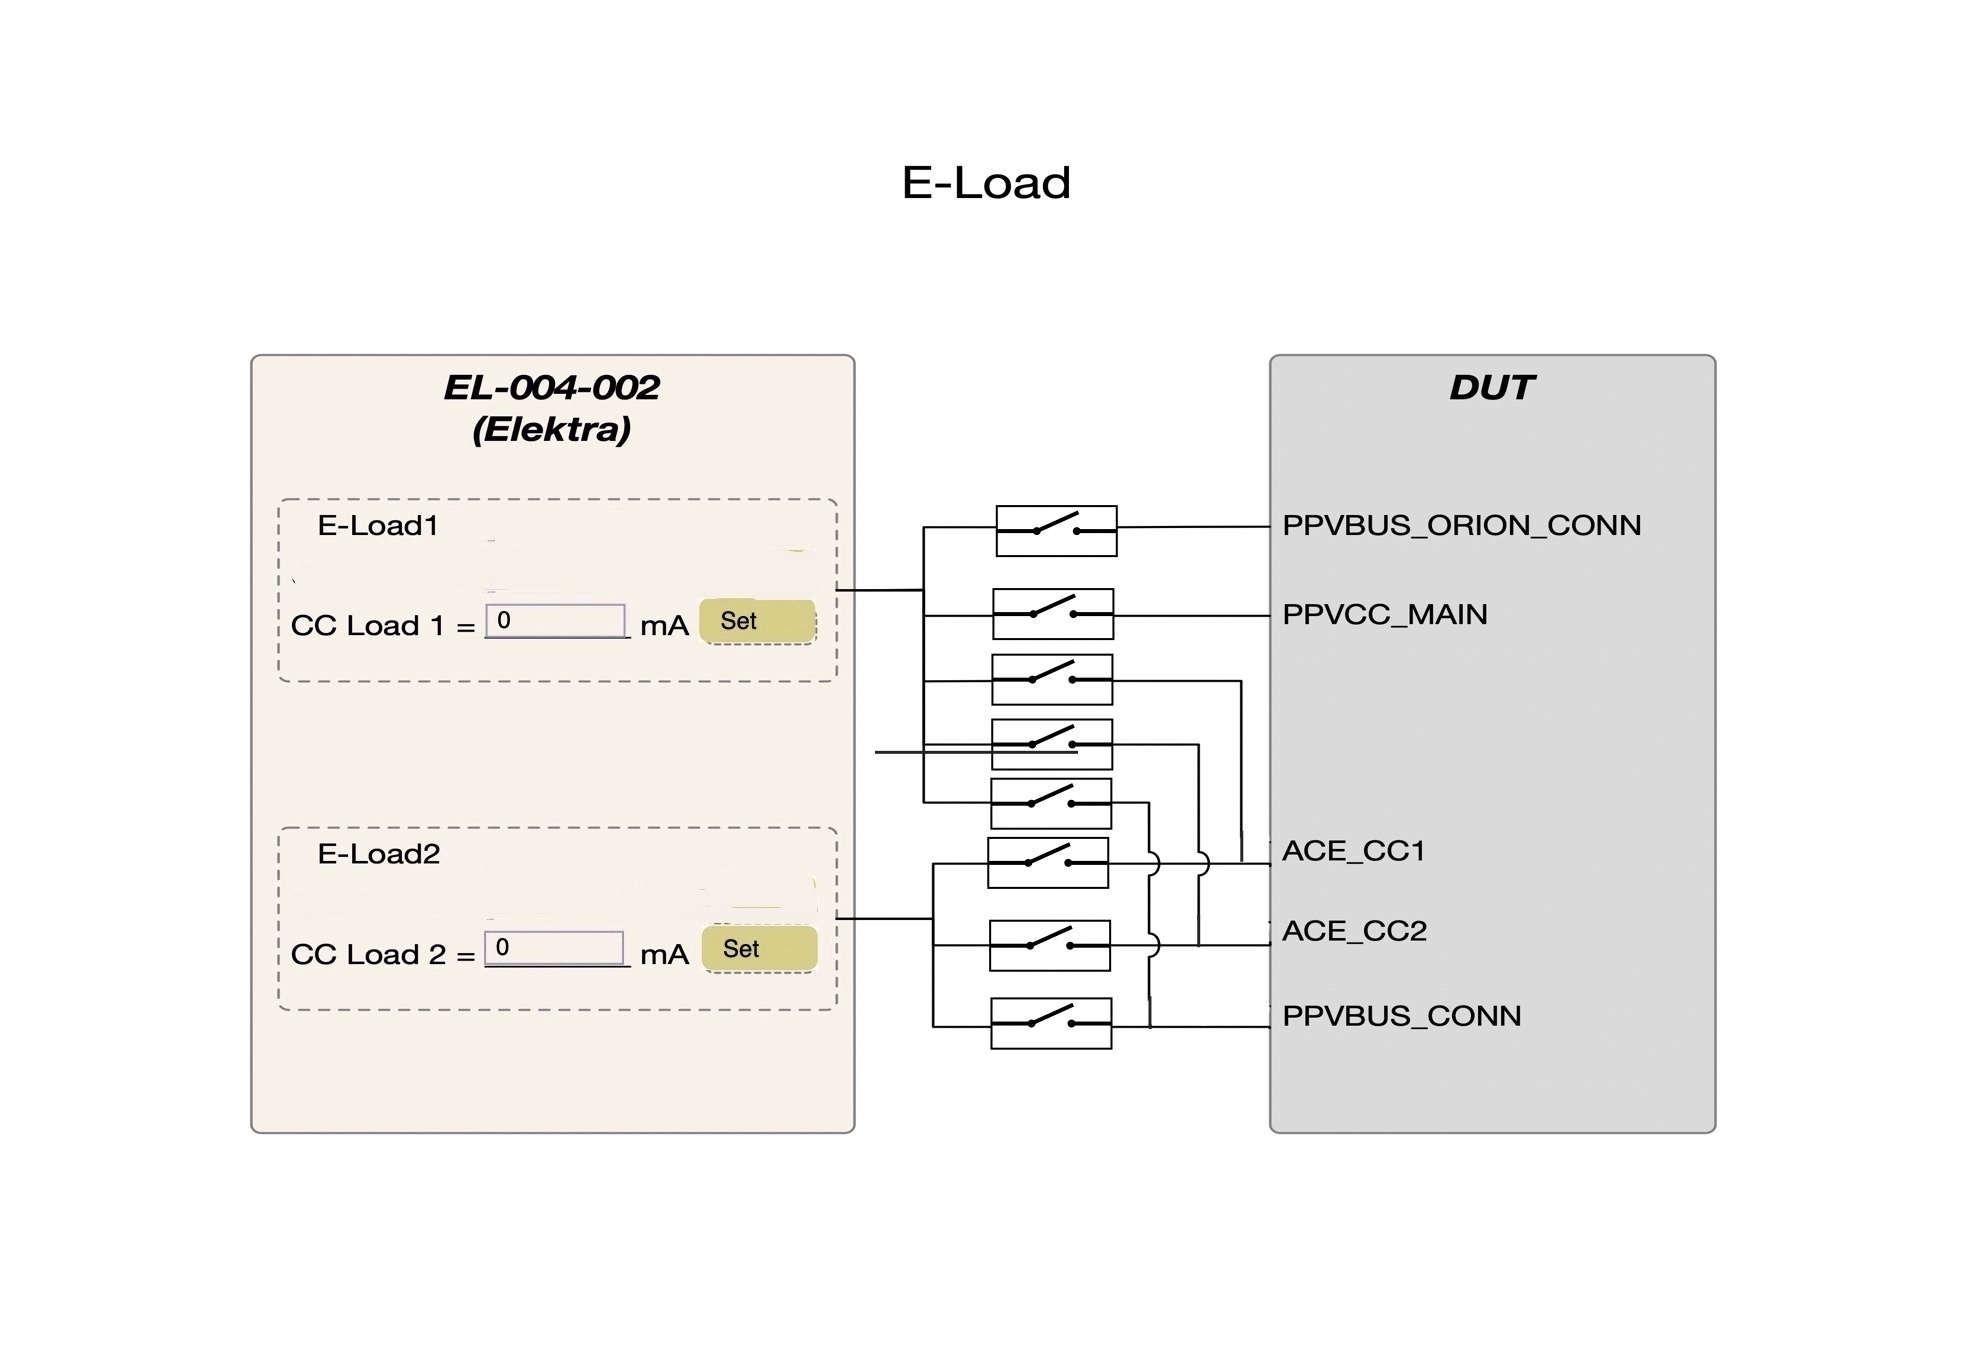 E-Load
EL-004-002
(Elektra)
E-Load1
CC Load 1 = 0 mA Set
E-Load2
CC Load 2 = 0 mA Set
DUT
PPVBUS_ORION_CONN
PPVCC_MAIN
ACE_CC1
ACE_CC2
PPVBUS_CONN